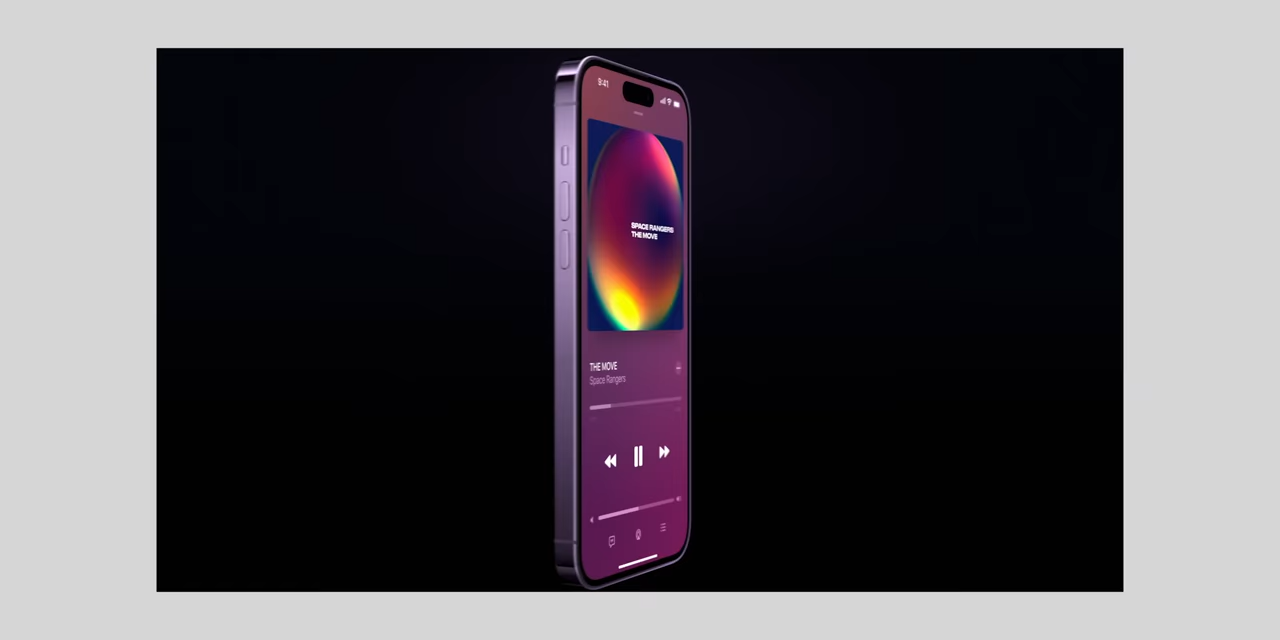 9:41
SPACE RANGERS
THE MOVE
THE MOVE
Space Rangers